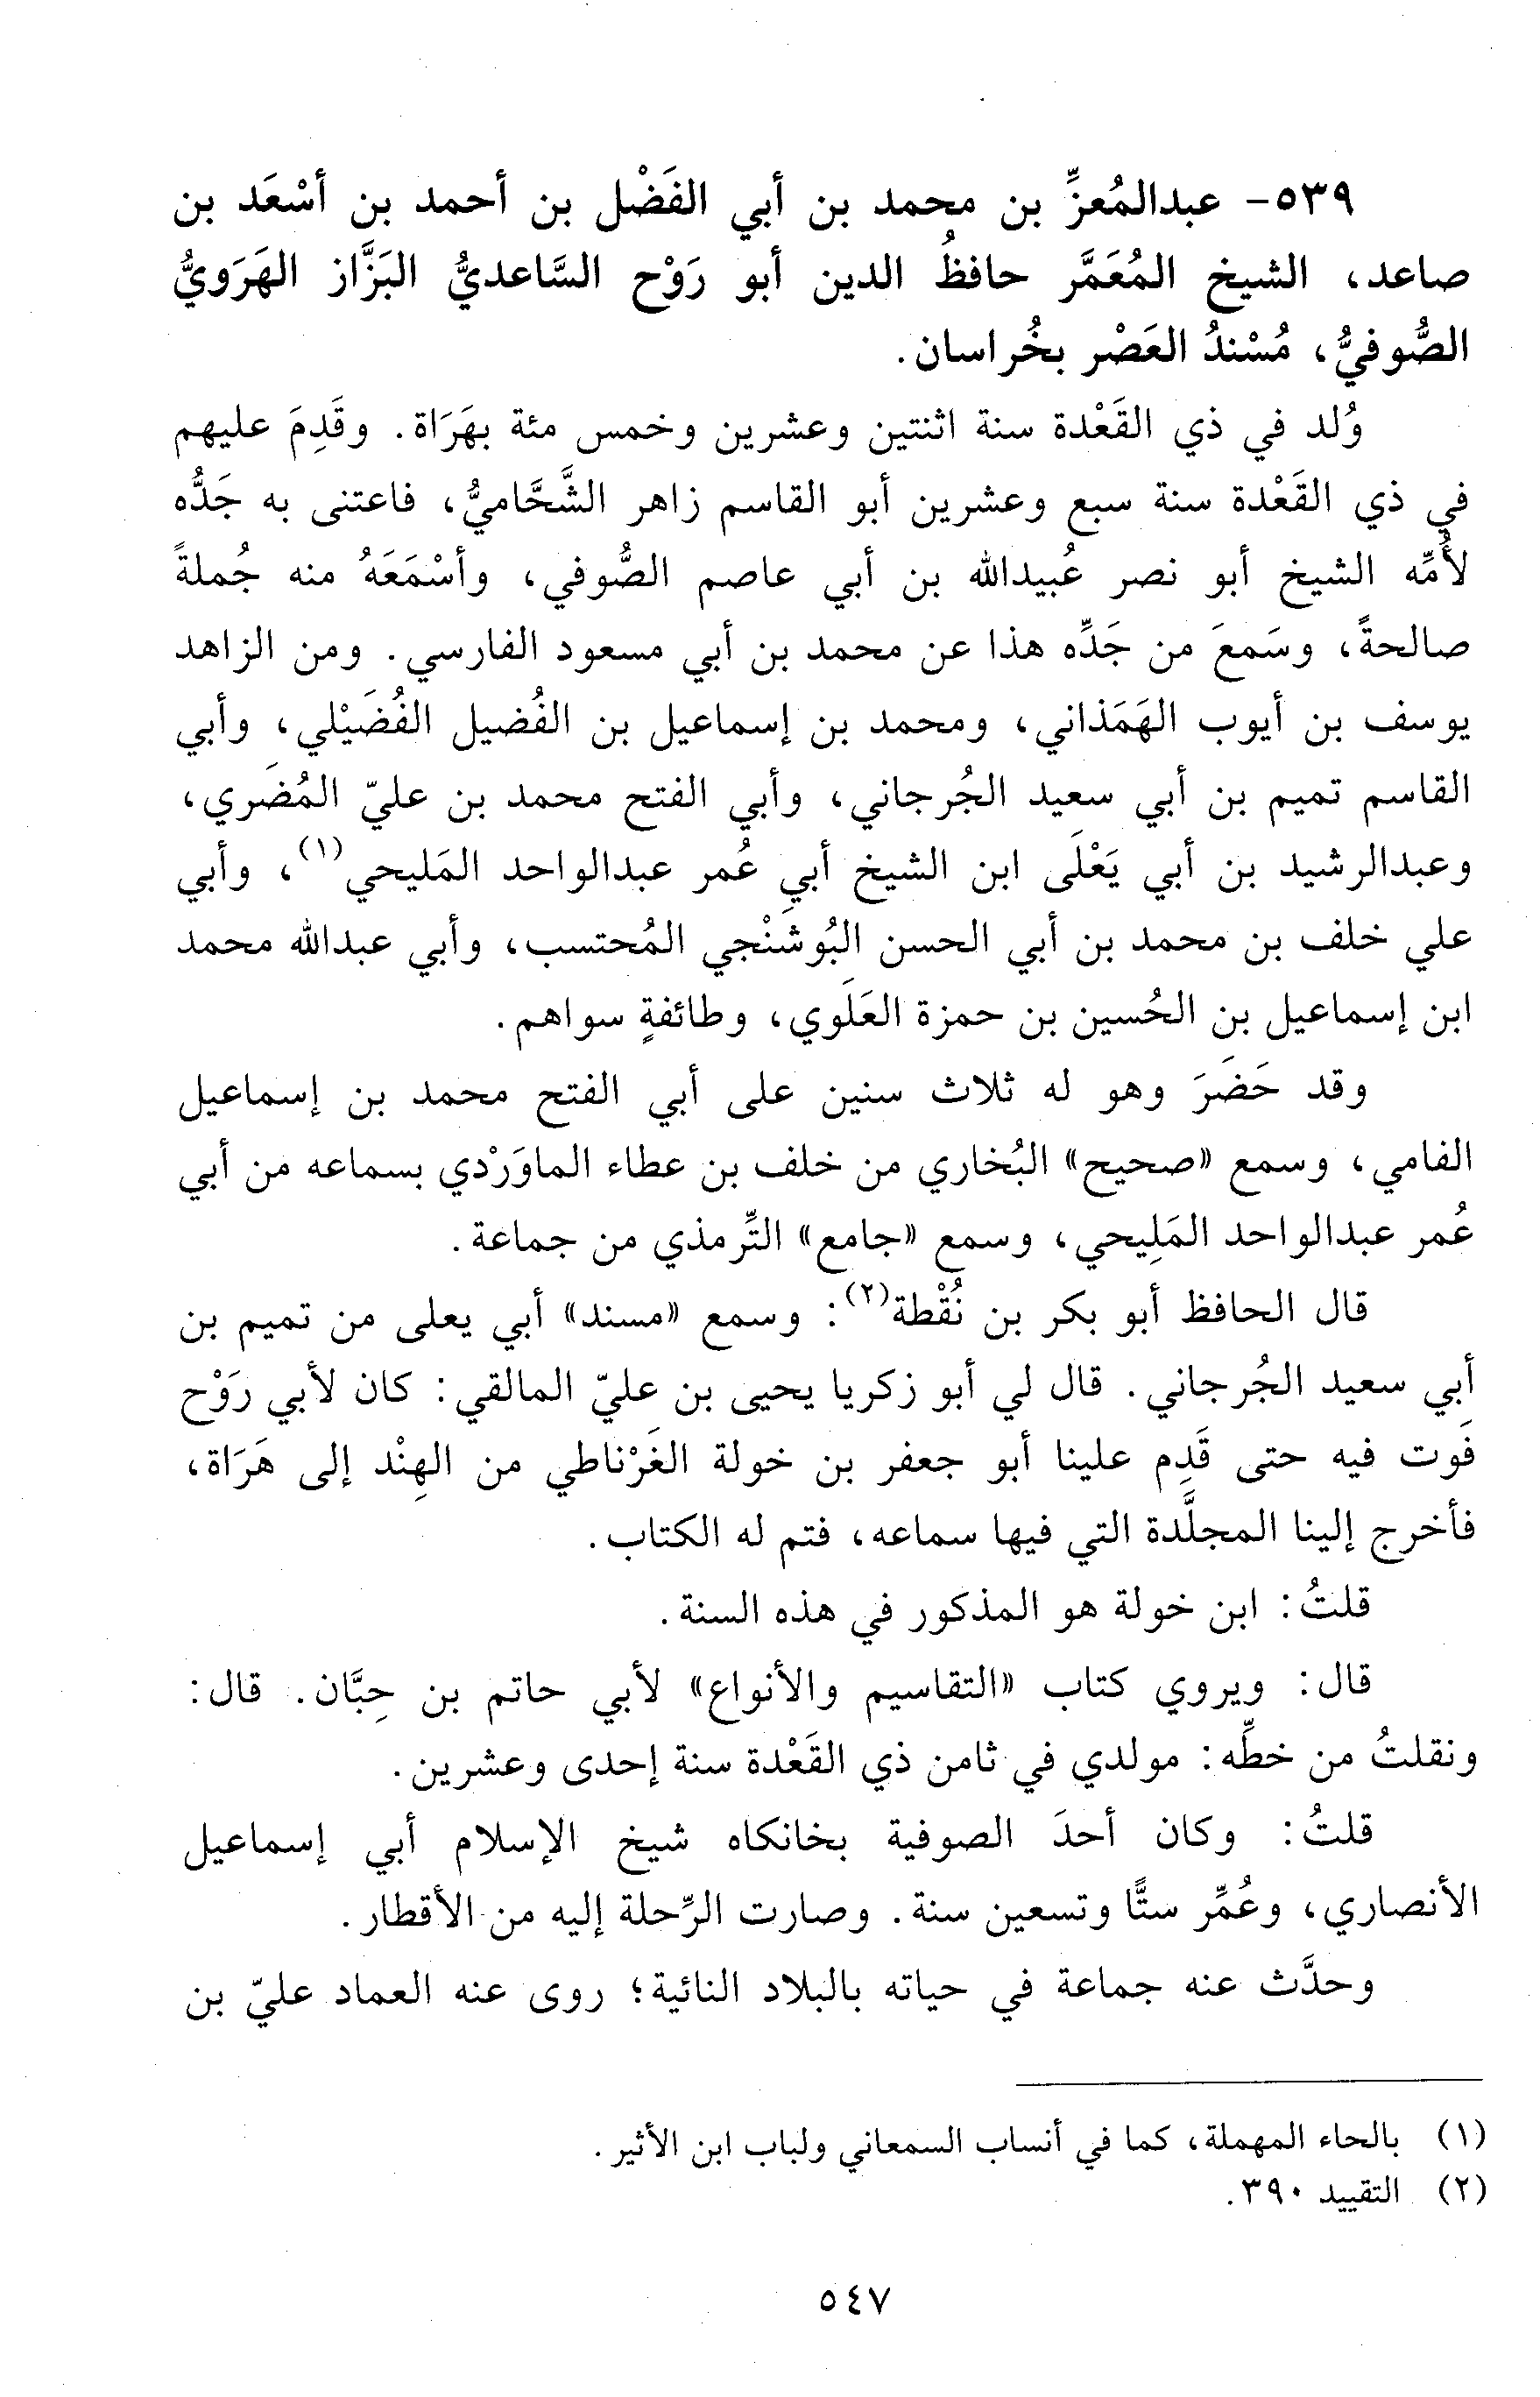 ٥٣٩- عبدالمُعزِّ بن محمد بن أبي الفَضْل بن أحمد بن أسْعَد بن
صاعد، الشيخ المُعَمَّر حافظُ الدين أبو رَوْح السَّاعديُّ البَزَّاز الهَرَويُّ
الصُّوفيُّ، مُسْندُ العَصْر بخُراسان.
وُلد في ذي القَعْدة سنة اثنتين وعشرين وخمس مئة بهَرَاة. وقَدِمَ عليهم
في ذي القَعْدة سنة سبع وعشرين أبو القاسم زاهر الشَّحَّاميُّ، فاعتنى به جَدُّه
لأُمِّه الشيخ أبو نصر عُبيدالله بن أبي عاصم الصُّوفي، وأسْمَعَهُ منه جُملةً
صالحةً، وسَمعَ من جَدِّه هذا عن محمد بن أبي مسعود الفارسي. ومن الزاهد
يوسف بن أيوب الهَمَذاني، ومحمد بن إسماعيل بن الفُضيل الفُضَيْلي، وأبي
القاسم تميم بن أبي سعيد الجُرجاني، وأبي الفتح محمد بن عليّ المُضَري،
وعبدالرشيد بن أبي يَعْلَى ابن الشيخ أبي عُمر عبدالواحد المَليحي(١)، وأبي
علي خلف بن محمد بن أبي الحسن البُوشَنْجي المُحتسب، وأبي عبدالله محمد
ابن إسماعيل بن الحُسين بن حمزة العَلَوي، وطائفةٍ سواهم.
وقد حَضَرَ وهو له ثلاث سنين على أبي الفتح محمد بن إسماعيل
الفامي، وسمع «صحيح» البُخاري من خلف بن عطاء الماوَرْدي بسماعه من أبي
عُمر عبدالواحد المَلِيحي، وسمع «جامع» التِّرمذي من جماعة.
قال الحافظ أبو بكر بن نُقْطة(٢): وسمع «مسند» أبي يعلى من تميم بن
أبي سعيد الجُرجاني. قال لي أبو زكريا يحيى بن عليّ المالقي: كان لأبي رَوْح
فَوت فيه حتى قَدِم علينا أبو جعفر بن خولة الغَرْناطي من الهِنْد إلى هَرَاة،
فأخرج إلينا المجلَّدة التي فيها سماعه، فتم له الكتاب.
قلتُ: ابن خولة هو المذكور في هذه السنة.
قال: ويروي كتاب «التقاسيم والأنواع» لأبي حاتم بن حِبَّان. قال:
ونقلتُ من خطِّه: مولدي في ثامن ذي القَعْدة سنة إحدى وعشرين.
قلتُ: وكان أحدَ الصوفية بخانكاه شيخ الإسلام أبي إسماعيل
الأنصاري، وعُمِّر ستًّا وتسعين سنة. وصارت الرِّحلة إليه من الأقطار.
وحدَّث عنه جماعة في حياته بالبلاد النائية؛ روى عنه العماد عليّ بن
(١) بالحاء المهملة، كما في أنساب السمعاني ولباب ابن الأثير.
(٢) التقييد ٣٩٠.
٥٤٧